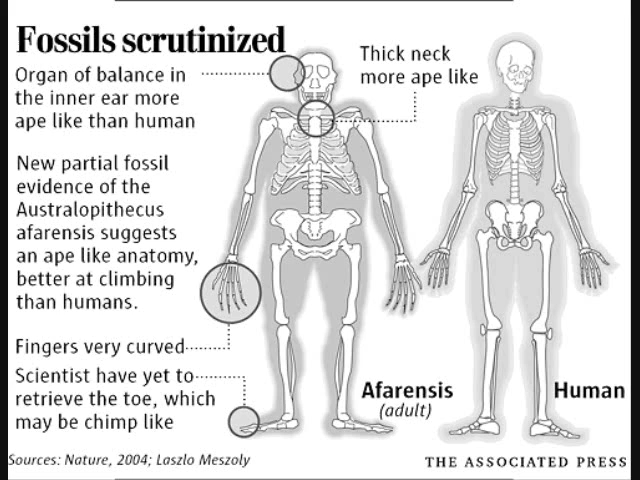 Fossils scrutinized
Organ of balance in
the inner ear more
ape like than human
Thick neck
more ape like
New partial fossil
evidence of the
Australopithecus
afarensis suggests
an ape like anatomy,
better at climbing
than humans.
Fingers very curved
Scientist have yet to
retrieve the toe, which
may be chimp like
Afarensis
(adult)
Human
Sources: Nature, 2004; Laszlo Meszoly
THE ASSOCIATED PRESS